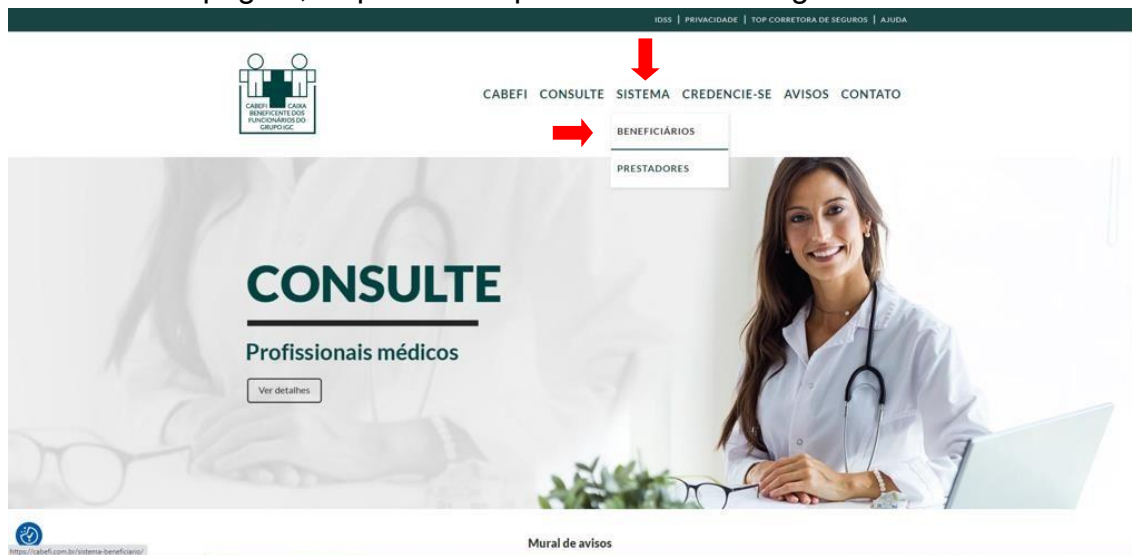 IDSS | PRIVACIDADE | TOP CORRETORA DE SEGUROS | AJUDA
CABEFI CAIXA
BENEFICENTE DOS
FUNCIONÁRIOS DO
GRUPO IGC
CABEFI CONSULTE SISTEMA CREDENCIE-SE AVISOS CONTATO
BENEFICIÁRIOS
PRESTADORES
CONSULTE
Profissionais médicos
Ver detalhes
Mural de avisos
https://cabefi.com.br/sistema-beneficiario/